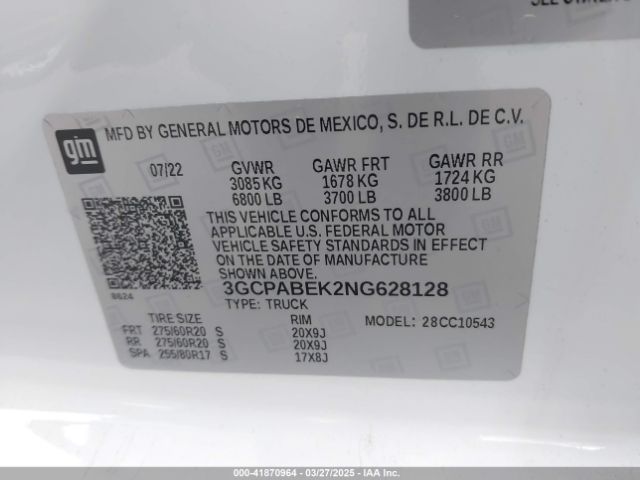 gm
MFD BY GENERAL MOTORS DE MEXICO, S. DE R.L. DE C.V.
07/22 GVWR GAWR FRT GAWR RR
3085 KG 1678 KG 1724 KG
6800 LB 3700 LB 3800 LB
THIS VEHICLE CONFORMS TO ALL
APPLICABLE U.S. FEDERAL MOTOR
VEHICLE SAFETY STANDARDS IN EFFECT
ON THE DATE OF MANUFACTURE
SHOWN ABOVE.
8624
3GCPABEK2NG628128
TYPE: TRUCK
TIRE SIZE RIM MODEL: 28CC10543
FRT 275/60R20 S 20X9J
RR 275/60R20 S 20X9J
SPA 255/80R17 S 17X8J
000-41870964 - 03/27/2025 - IAA Inc.